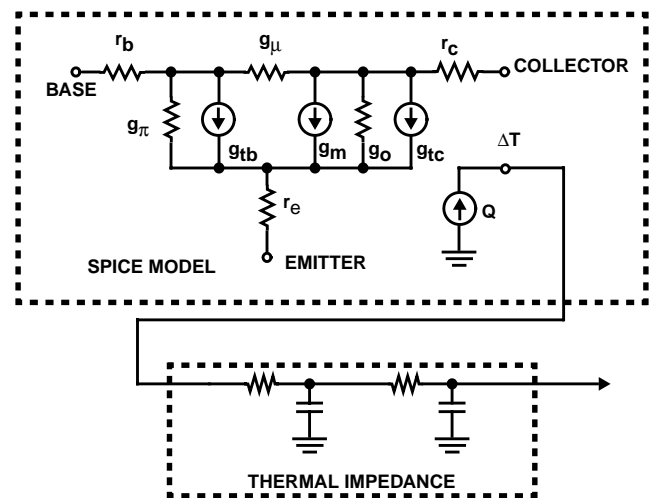 r_b
g_μ
r_c
BASE
COLLECTOR
g_π
g_tb
g_m
g_o
g_tc
ΔT
r_e
Q
SPICE MODEL
EMITTER
THERMAL IMPEDANCE